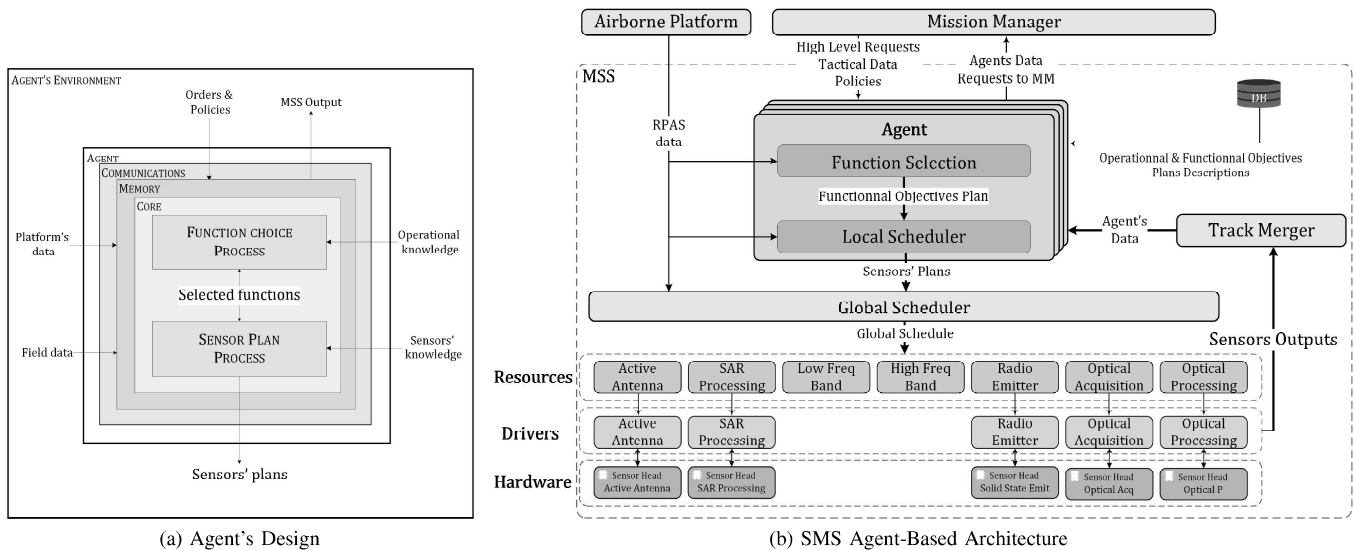 AGENT'S ENVIRONMENT
Orders &
Policies
MSS Output
AGENT
COMMUNICATIONS
MEMORY
CORE
FUNCTION CHOICE
PROCESS
Platform's
data
Operational
knowledge
Selected functions
SENSOR PLAN
PROCESS
Field data
Sensors'
knowledge
Sensors' plans
(a) Agent's Design
Airborne Platform
Mission Manager
High Level Requests
Tactical Data
Policies
Agents Data
Requests to MM
MSS
DB
RPAS
data
Agent
Function Selection
Functionnal Objectives Plan
Local Scheduler
Operationnal & Functionnal Objectives
Plans Descriptions
Agent's
Data
Track Merger
Sensors' Plans
Global Scheduler
Global Schedule
Sensors Outputs
Resources
Active
Antenna
SAR
Processing
Low Freq
Band
High Freq
Band
Radio
Emitter
Optical
Acquisition
Optical
Processing
Drivers
Active
Antenna
SAR
Processing
Radio
Emitter
Optical
Acquisition
Optical
Processing
Hardware
Sensor Head
Active Antenna
Sensor Head
SAR Processing
Sensor Head
Solid State Emit
Sensor Head
Optical Acq
Sensor Head
Optical P
(b) SMS Agent-Based Architecture